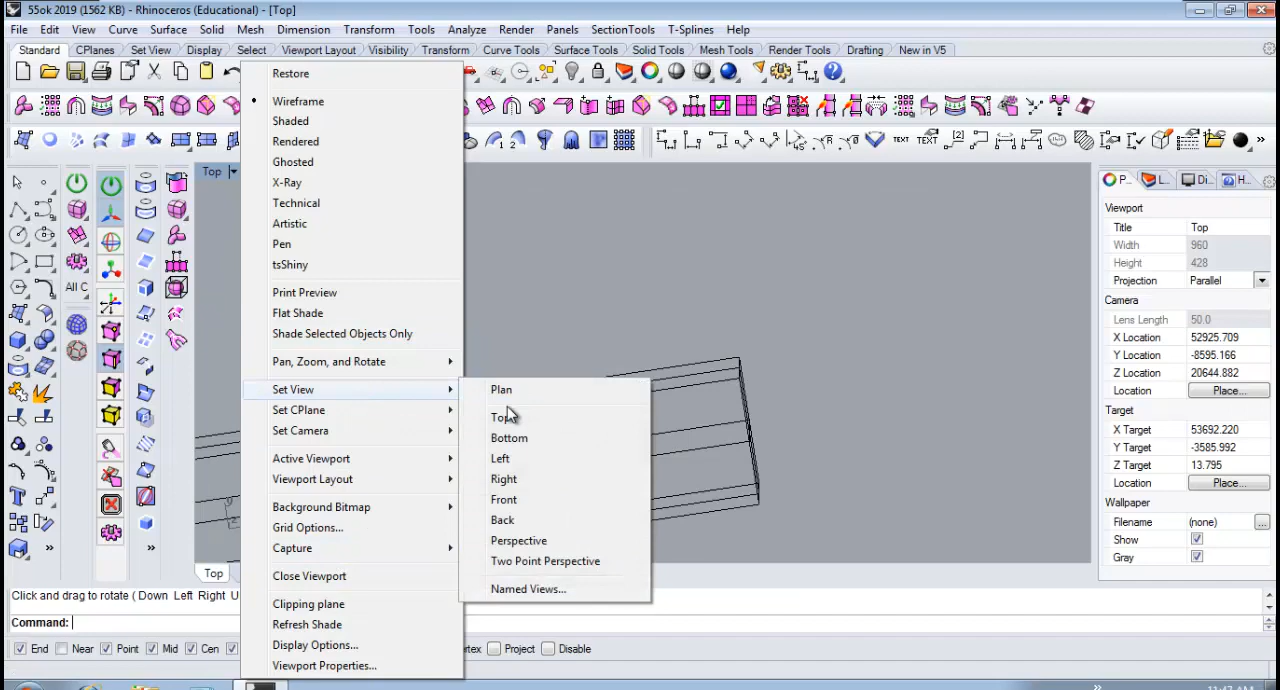 55ok 2019 (1562 KB) - Rhinoceros (Educational) - [Top]
File Edit View Curve Surface Solid Mesh Dimension Transform Tools Analyze Render Panels SectionTools T-Splines Help
Standard CPlanes Set View Display Select Viewport Layout Visibility Transform Curve Tools Surface Tools Solid Tools Mesh Tools Render Tools Drafting New in V5
Restore
Wireframe
Shaded
Rendered
Ghosted
X-Ray
Technical
Artistic
Pen
tsShiny
Print Preview
Flat Shade
Shade Selected Objects Only
Pan, Zoom, and Rotate
Set View
Set CPlane
Set Camera
Active Viewport
Viewport Layout
Background Bitmap
Grid Options...
Capture
Close Viewport
Clipping plane
Refresh Shade
Display Options...
Viewport Properties...
Plan
Top
Bottom
Left
Right
Front
Back
Perspective
Two Point Perspective
Named Views...
TEXT TEXT
Top
All C
P... L... Di... H...
Viewport
Title Top
Width 960
Height 428
Projection Parallel
Camera
Lens Length 50.0
X Location 52925.709
Y Location -8595.166
Z Location 20644.882
Location Place...
Target
X Target 53692.220
Y Target -3585.992
Z Target 13.795
Location Place...
Wallpaper
Filename (none) ...
Show
Gray
Top
Click and drag to rotate ( Down Left Right U
Command:
End Near Point Mid Cen rtex Project Disable
11:47 AM